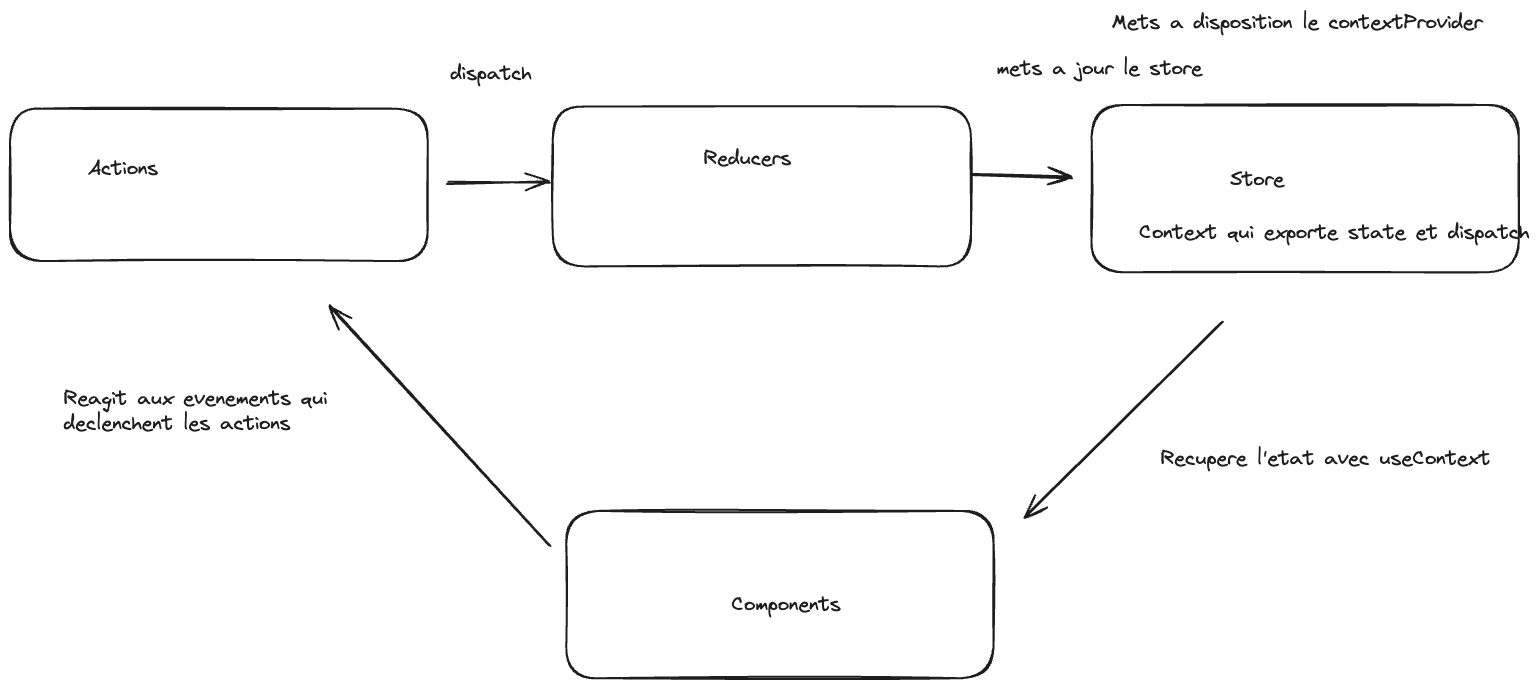 Mets a disposition le contextProvider
dispatch
mets a jour le store
Actions
Reducers
Store
Context qui exporte state et dispatch
Reagit aux evenements qui
declenchent les actions
Recupere l'etat avec useContext
Components